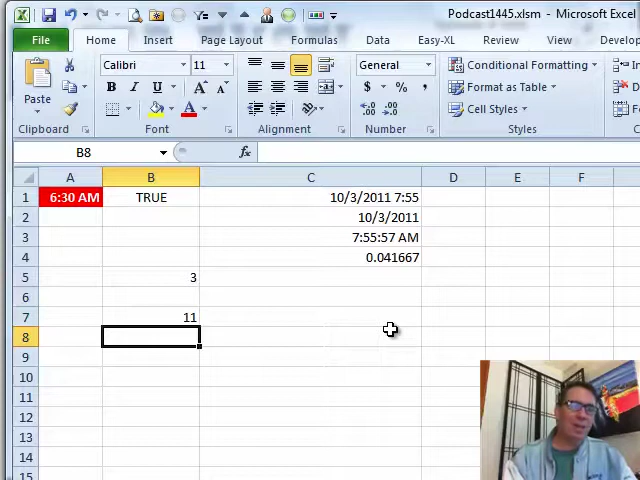 Podcast1445.xlsm - Microsoft Excel
File Home Insert Page Layout Formulas Data Easy-XL Review Develop
Calibri 11 General Conditional Formatting
Paste B I U A A $ % , Format as Table
A .00 .0 Cell Styles
Clipboard Font Alignment Number Styles
B8 fx
A B C D E F
1 6:30 AM TRUE 10/3/2011 7:55
2 10/3/2011
3 7:55:57 AM
4 0.041667
5 3
6
7 11
8
9
10
11
12
13
14
15